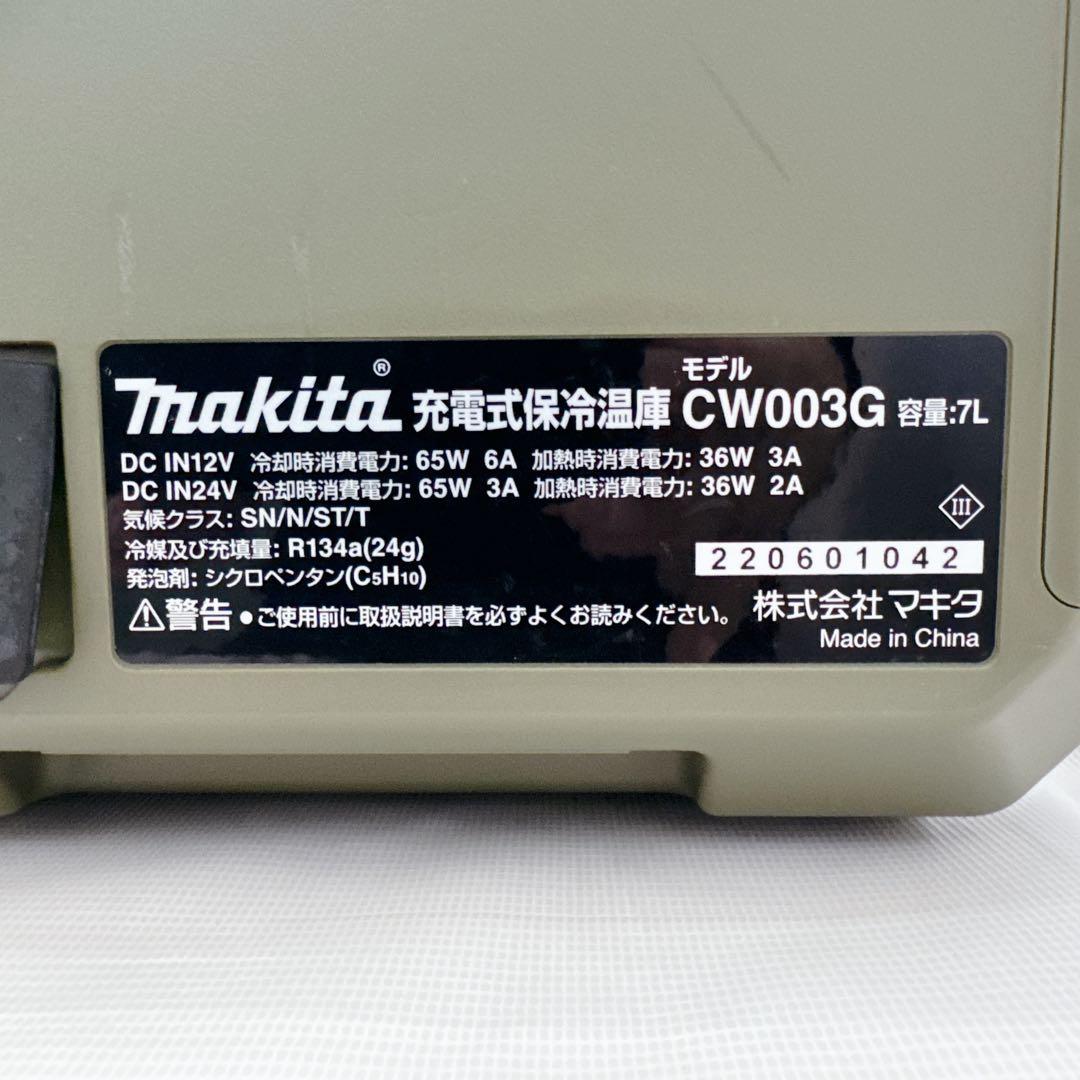 makita® 充電式保冷温庫 モデル CW003G 容量:7L
DC IN12V 冷却時消費電力: 65W 6A 加熱時消費電力: 36W 3A
DC IN24V 冷却時消費電力: 65W 3A 加熱時消費電力: 36W 2A
気候クラス: SN/N/ST/T
III
冷媒及び充填量: R134a(24g)
220601042
発泡剤: シクロペンタン(C5H10)
⚠警告 ●ご使用前に取扱説明書を必ずよくお読みください。
株式会社マキタ
Made in China